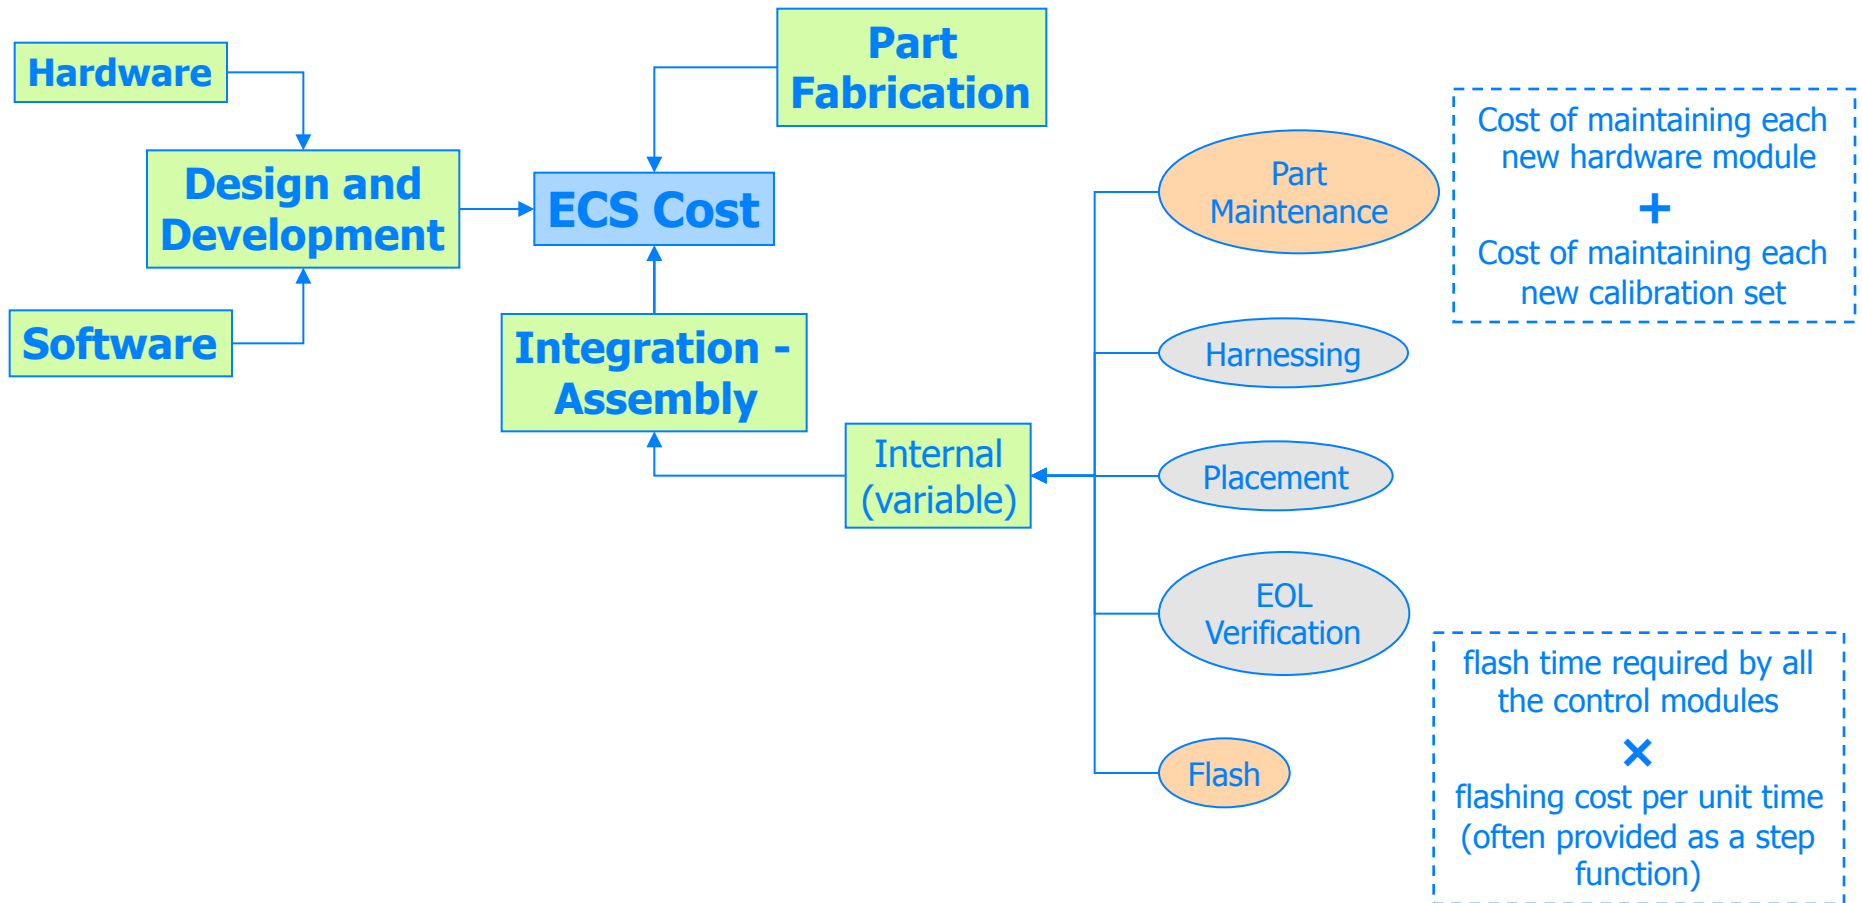 Hardware
Part
Fabrication
Design and
Development
ECS Cost
Software
Integration -
Assembly
Internal
(variable)
Part
Maintenance
Cost of maintaining each
new hardware module
+
Cost of maintaining each
new calibration set
Harnessing
Placement
EOL
Verification
Flash
flash time required by all
the control modules
×
flashing cost per unit time
(often provided as a step
function)